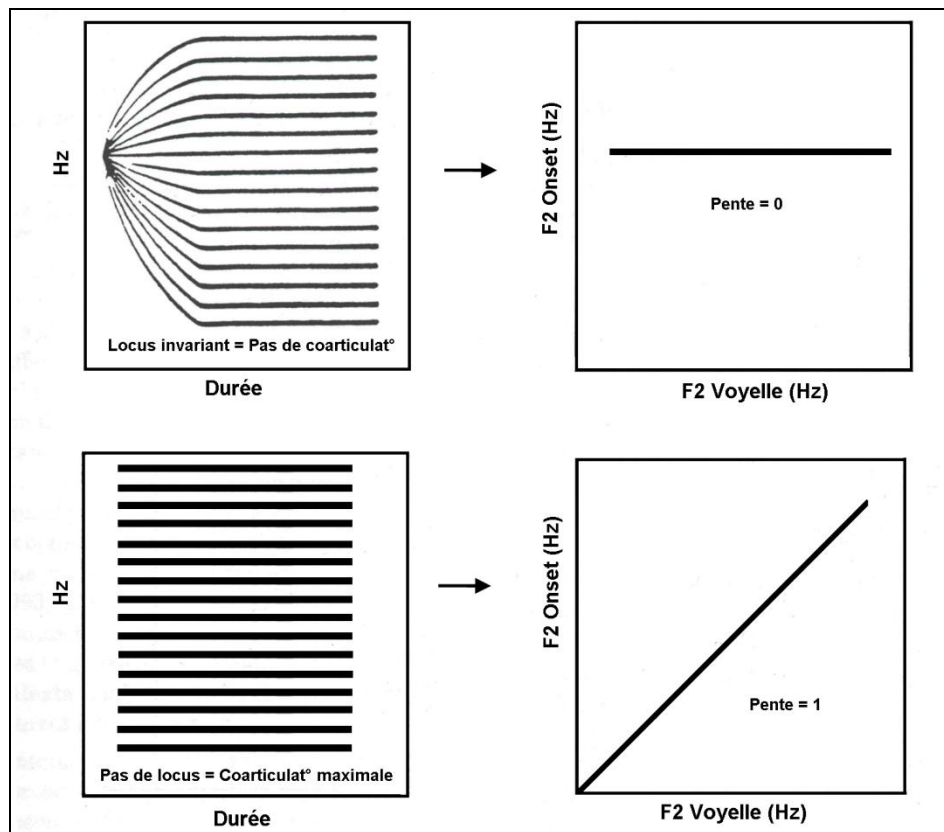 Hz
Locus invariant = Pas de coarticulat°
Durée
F2 Onset (Hz)
Pente = 0
F2 Voyelle (Hz)
Hz
Pas de locus = Coarticulat° maximale
Durée
F2 Onset (Hz)
Pente = 1
F2 Voyelle (Hz)